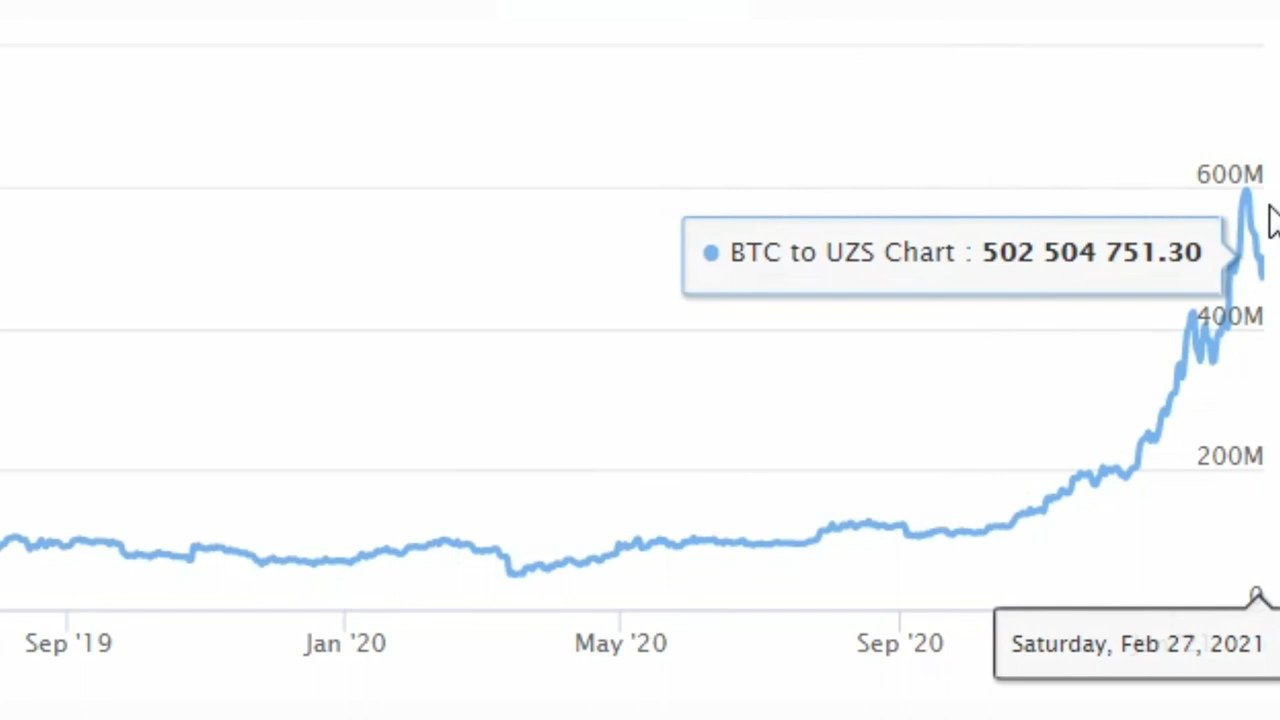 600M
BTC to UZS Chart : 502 504 751.30
400M
200M
0
Sep '19 Jan '20 May '20 Sep '20
Saturday, Feb 27, 2021